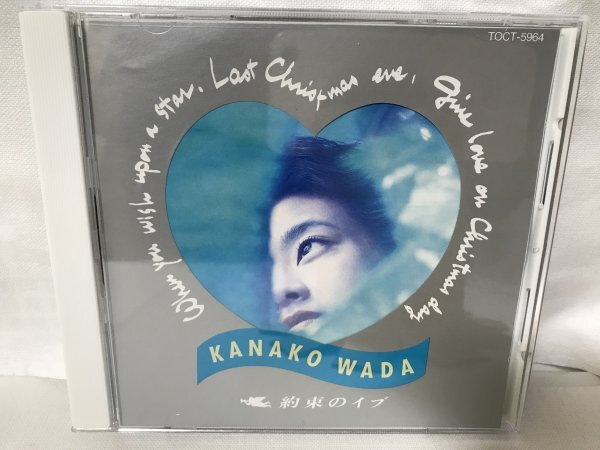 TOCT-5964
When you wish upon a star, Last Christmas eve, Give love on Christmas day
KANAKO WADA
約束のイブ